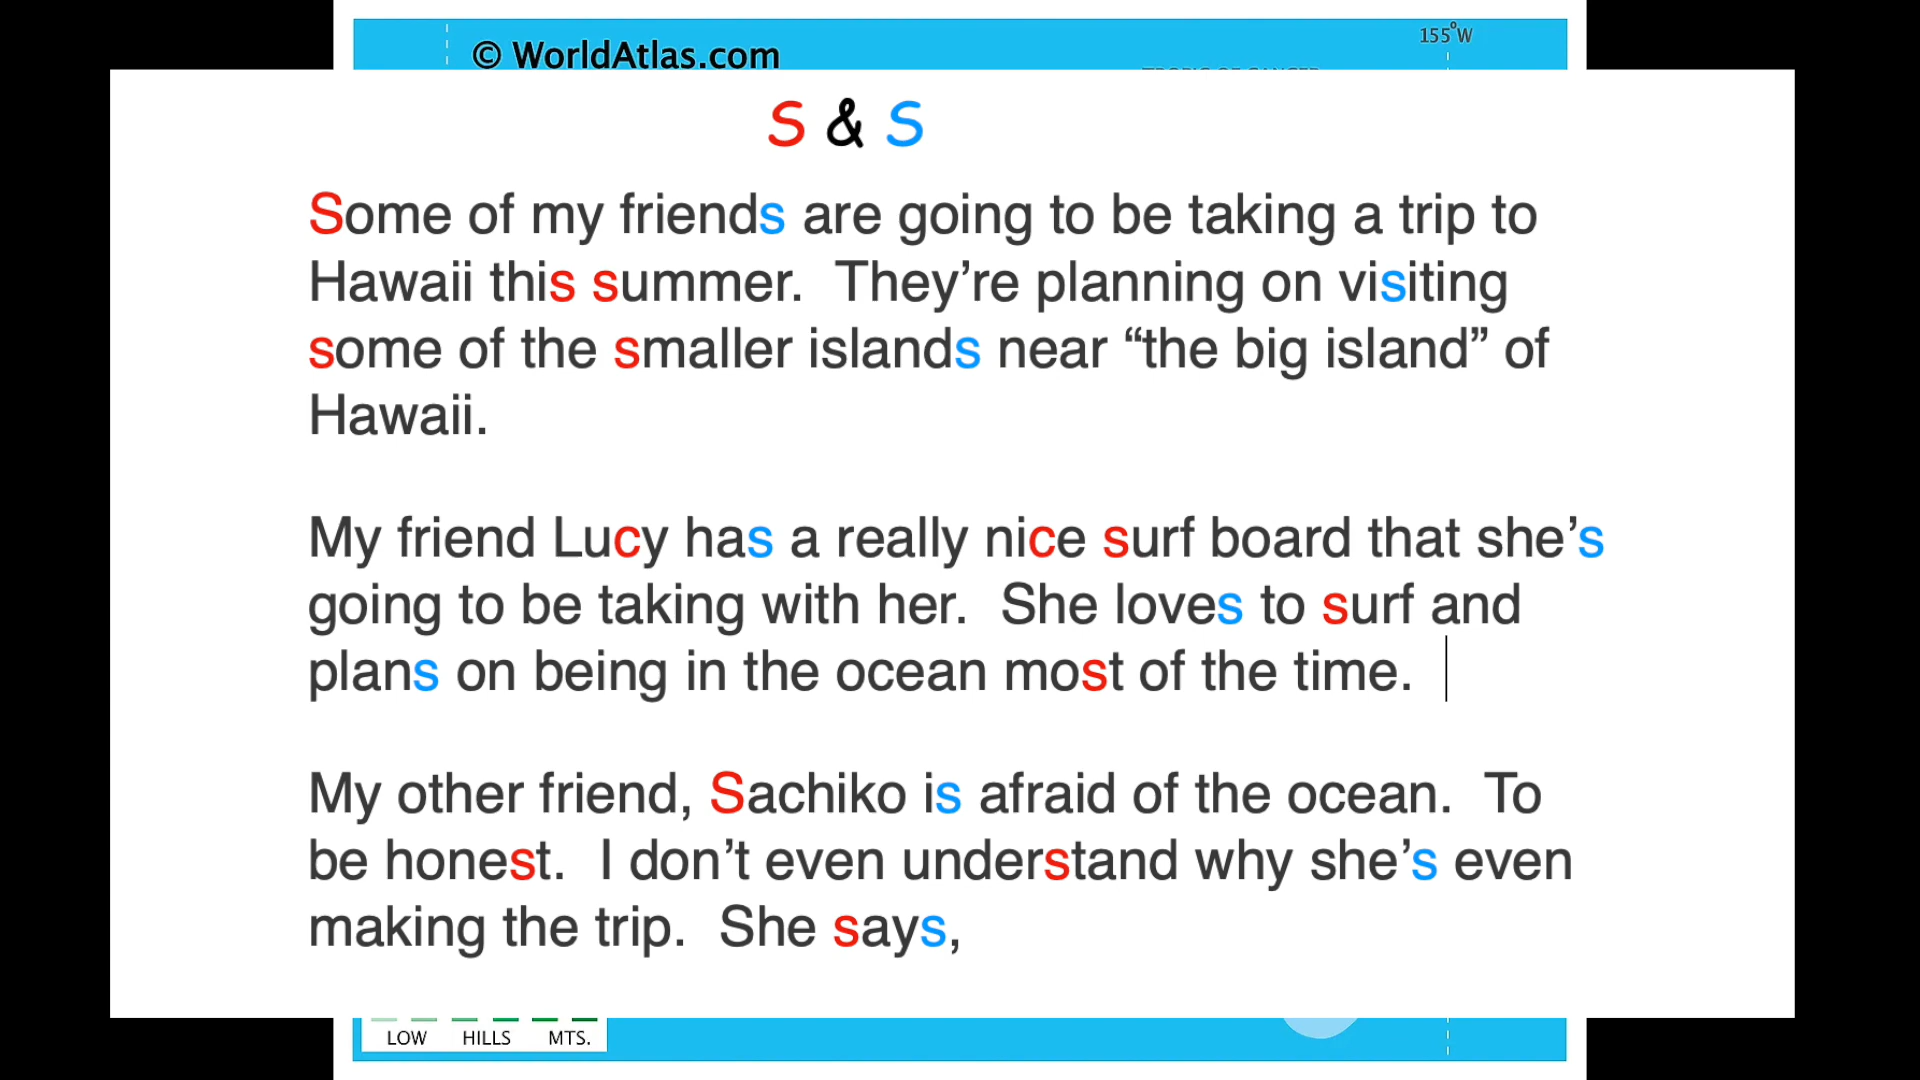 155°W
© WorldAtlas.com
S & S
Some of my friends are going to be taking a trip to
Hawaii this summer.  They’re planning on visiting
some of the smaller islands near “the big island” of
Hawaii.
My friend Lucy has a really nice surf board that she’s
going to be taking with her.  She loves to surf and
plans on being in the ocean most of the time.
My other friend, Sachiko is afraid of the ocean.  To
be honest.  I don’t even understand why she’s even
making the trip.  She says,
LOW HILLS MTS.